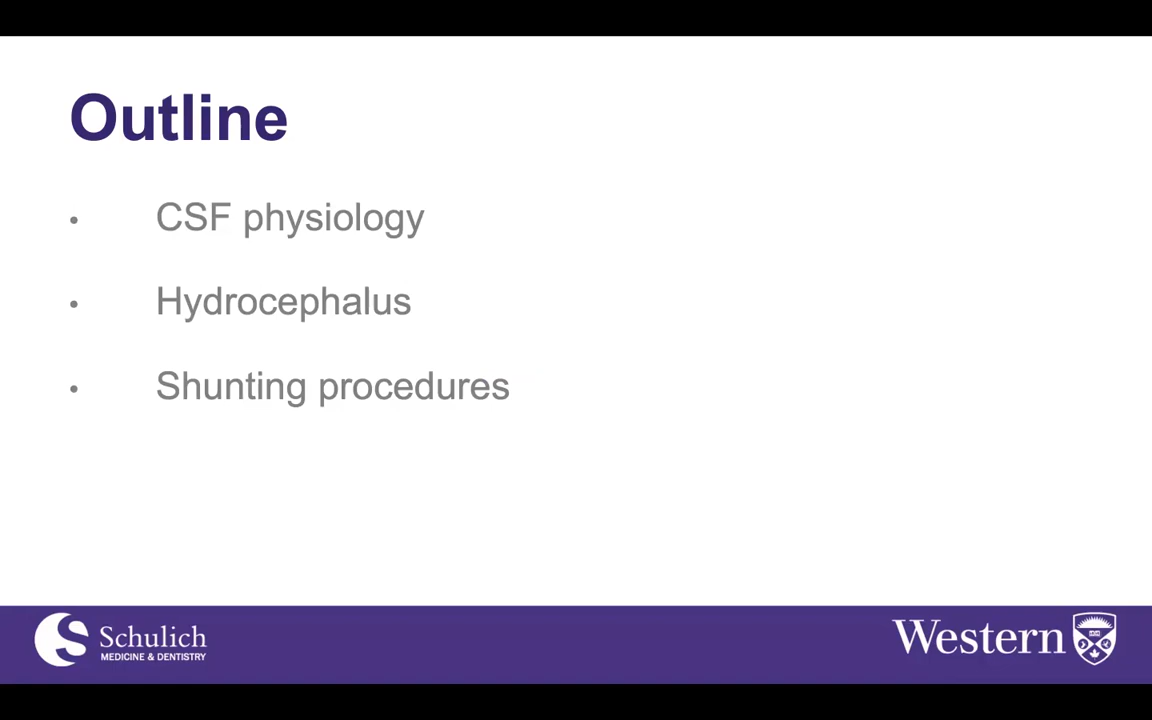 Outline
• CSF physiology
• Hydrocephalus
• Shunting procedures
Schulich
MEDICINE & DENTISTRY
Western